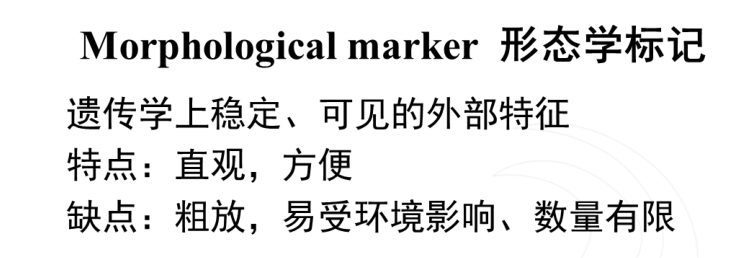 Morphological marker 形态学标记
遗传学上稳定、可见的外部特征
特点：直观，方便
缺点：粗放，易受环境影响、数量有限